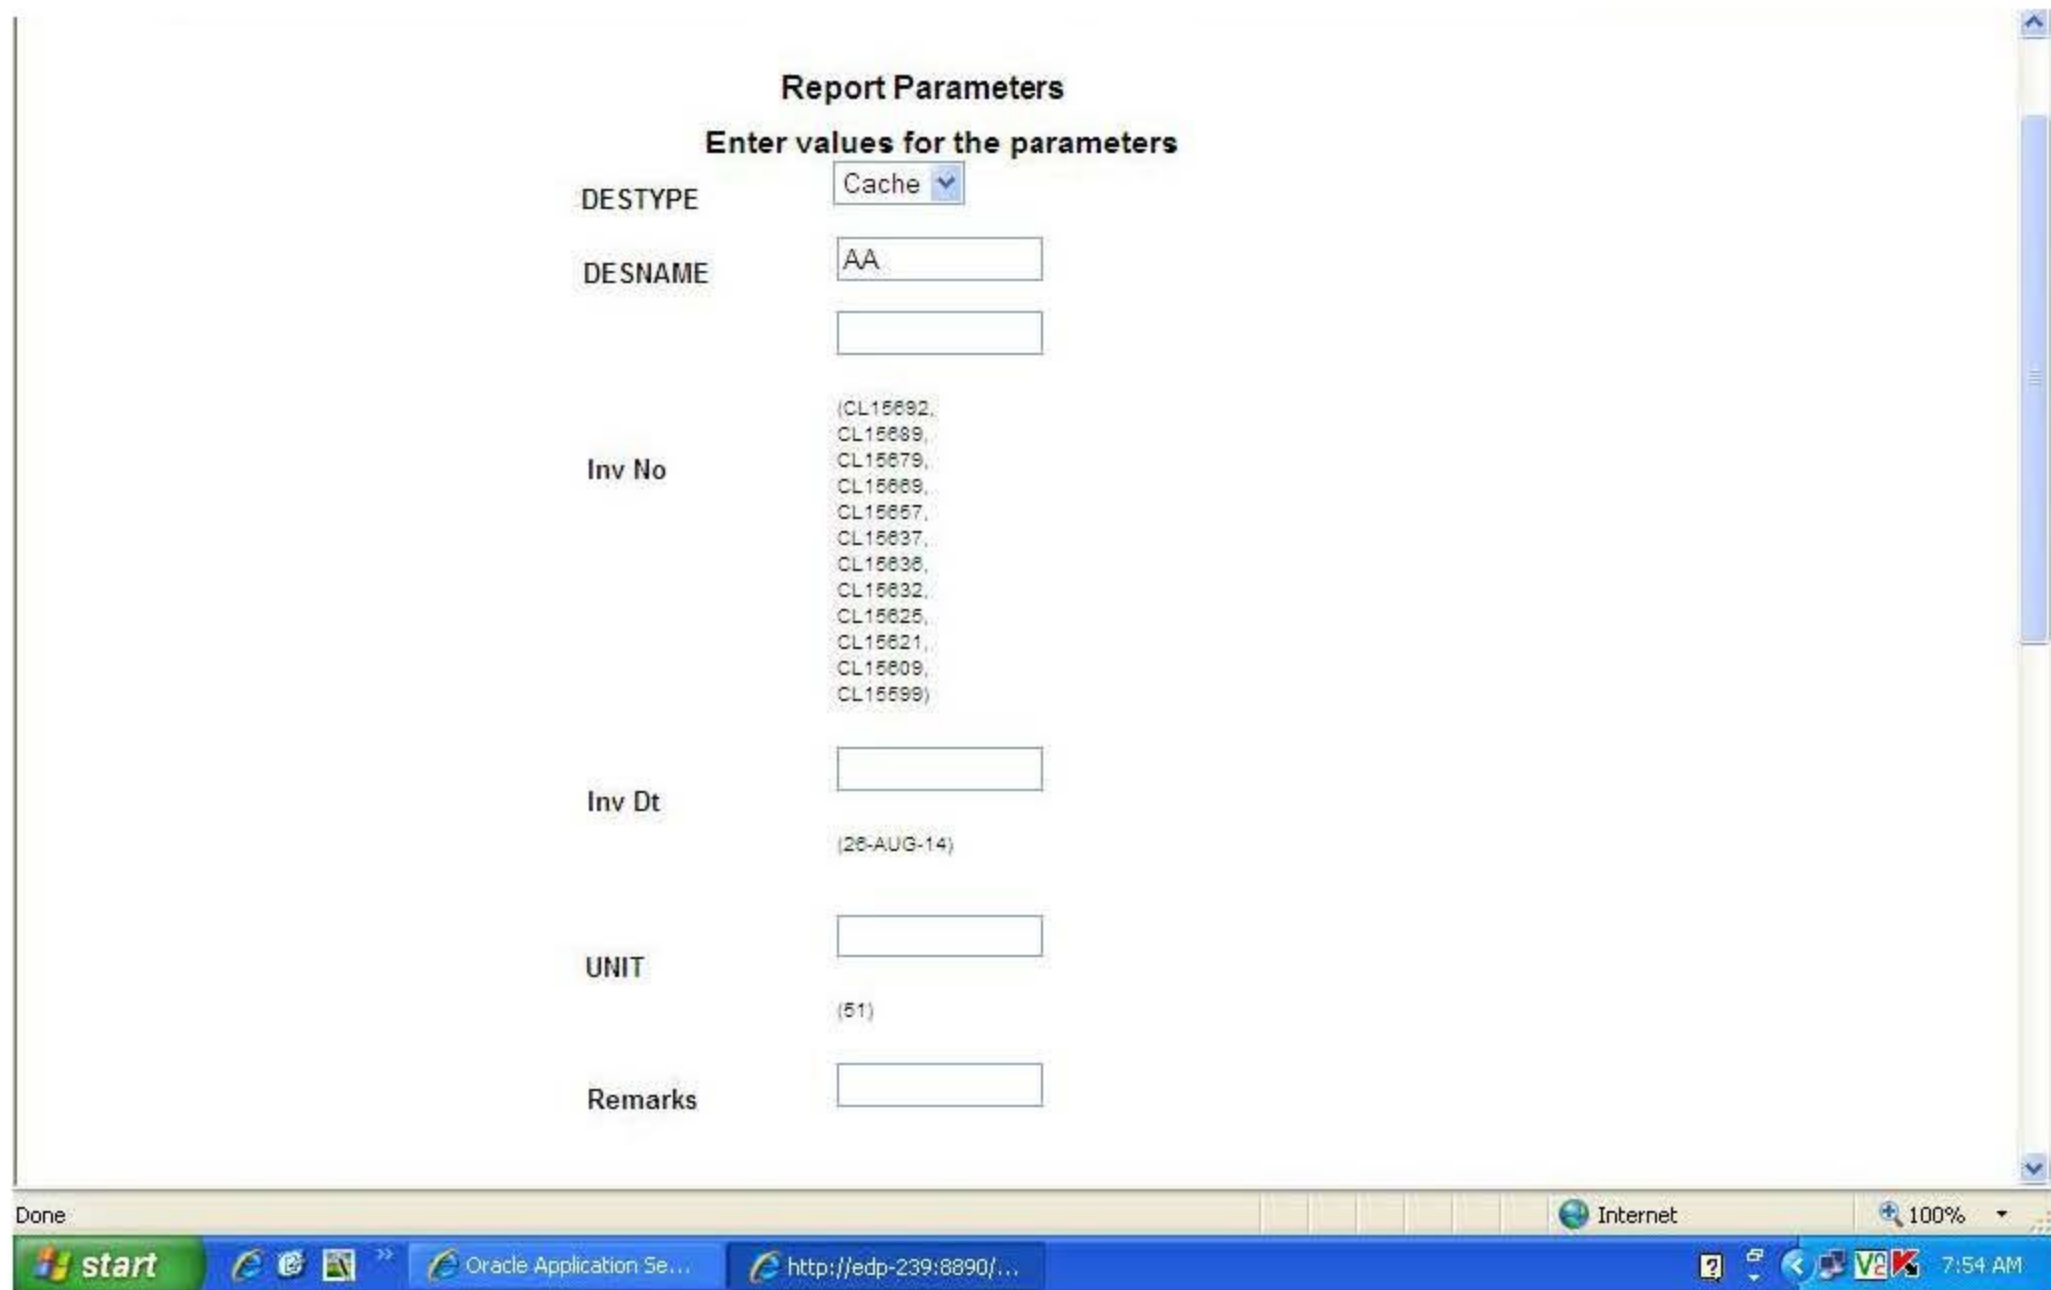 Report Parameters
Enter values for the parameters
DESTYPE
Cache
DESNAME
AA
Inv No
(CL15692,
CL15689,
CL15679,
CL15669,
CL15657,
CL15637,
CL15636,
CL15632,
CL15625,
CL15621,
CL15609,
CL15599)
Inv Dt
(26-AUG-14)
UNIT
(51)
Remarks
Done
Internet
100%
start
Oracle Application Se...
http://edp-239:8890/...
7:54 AM